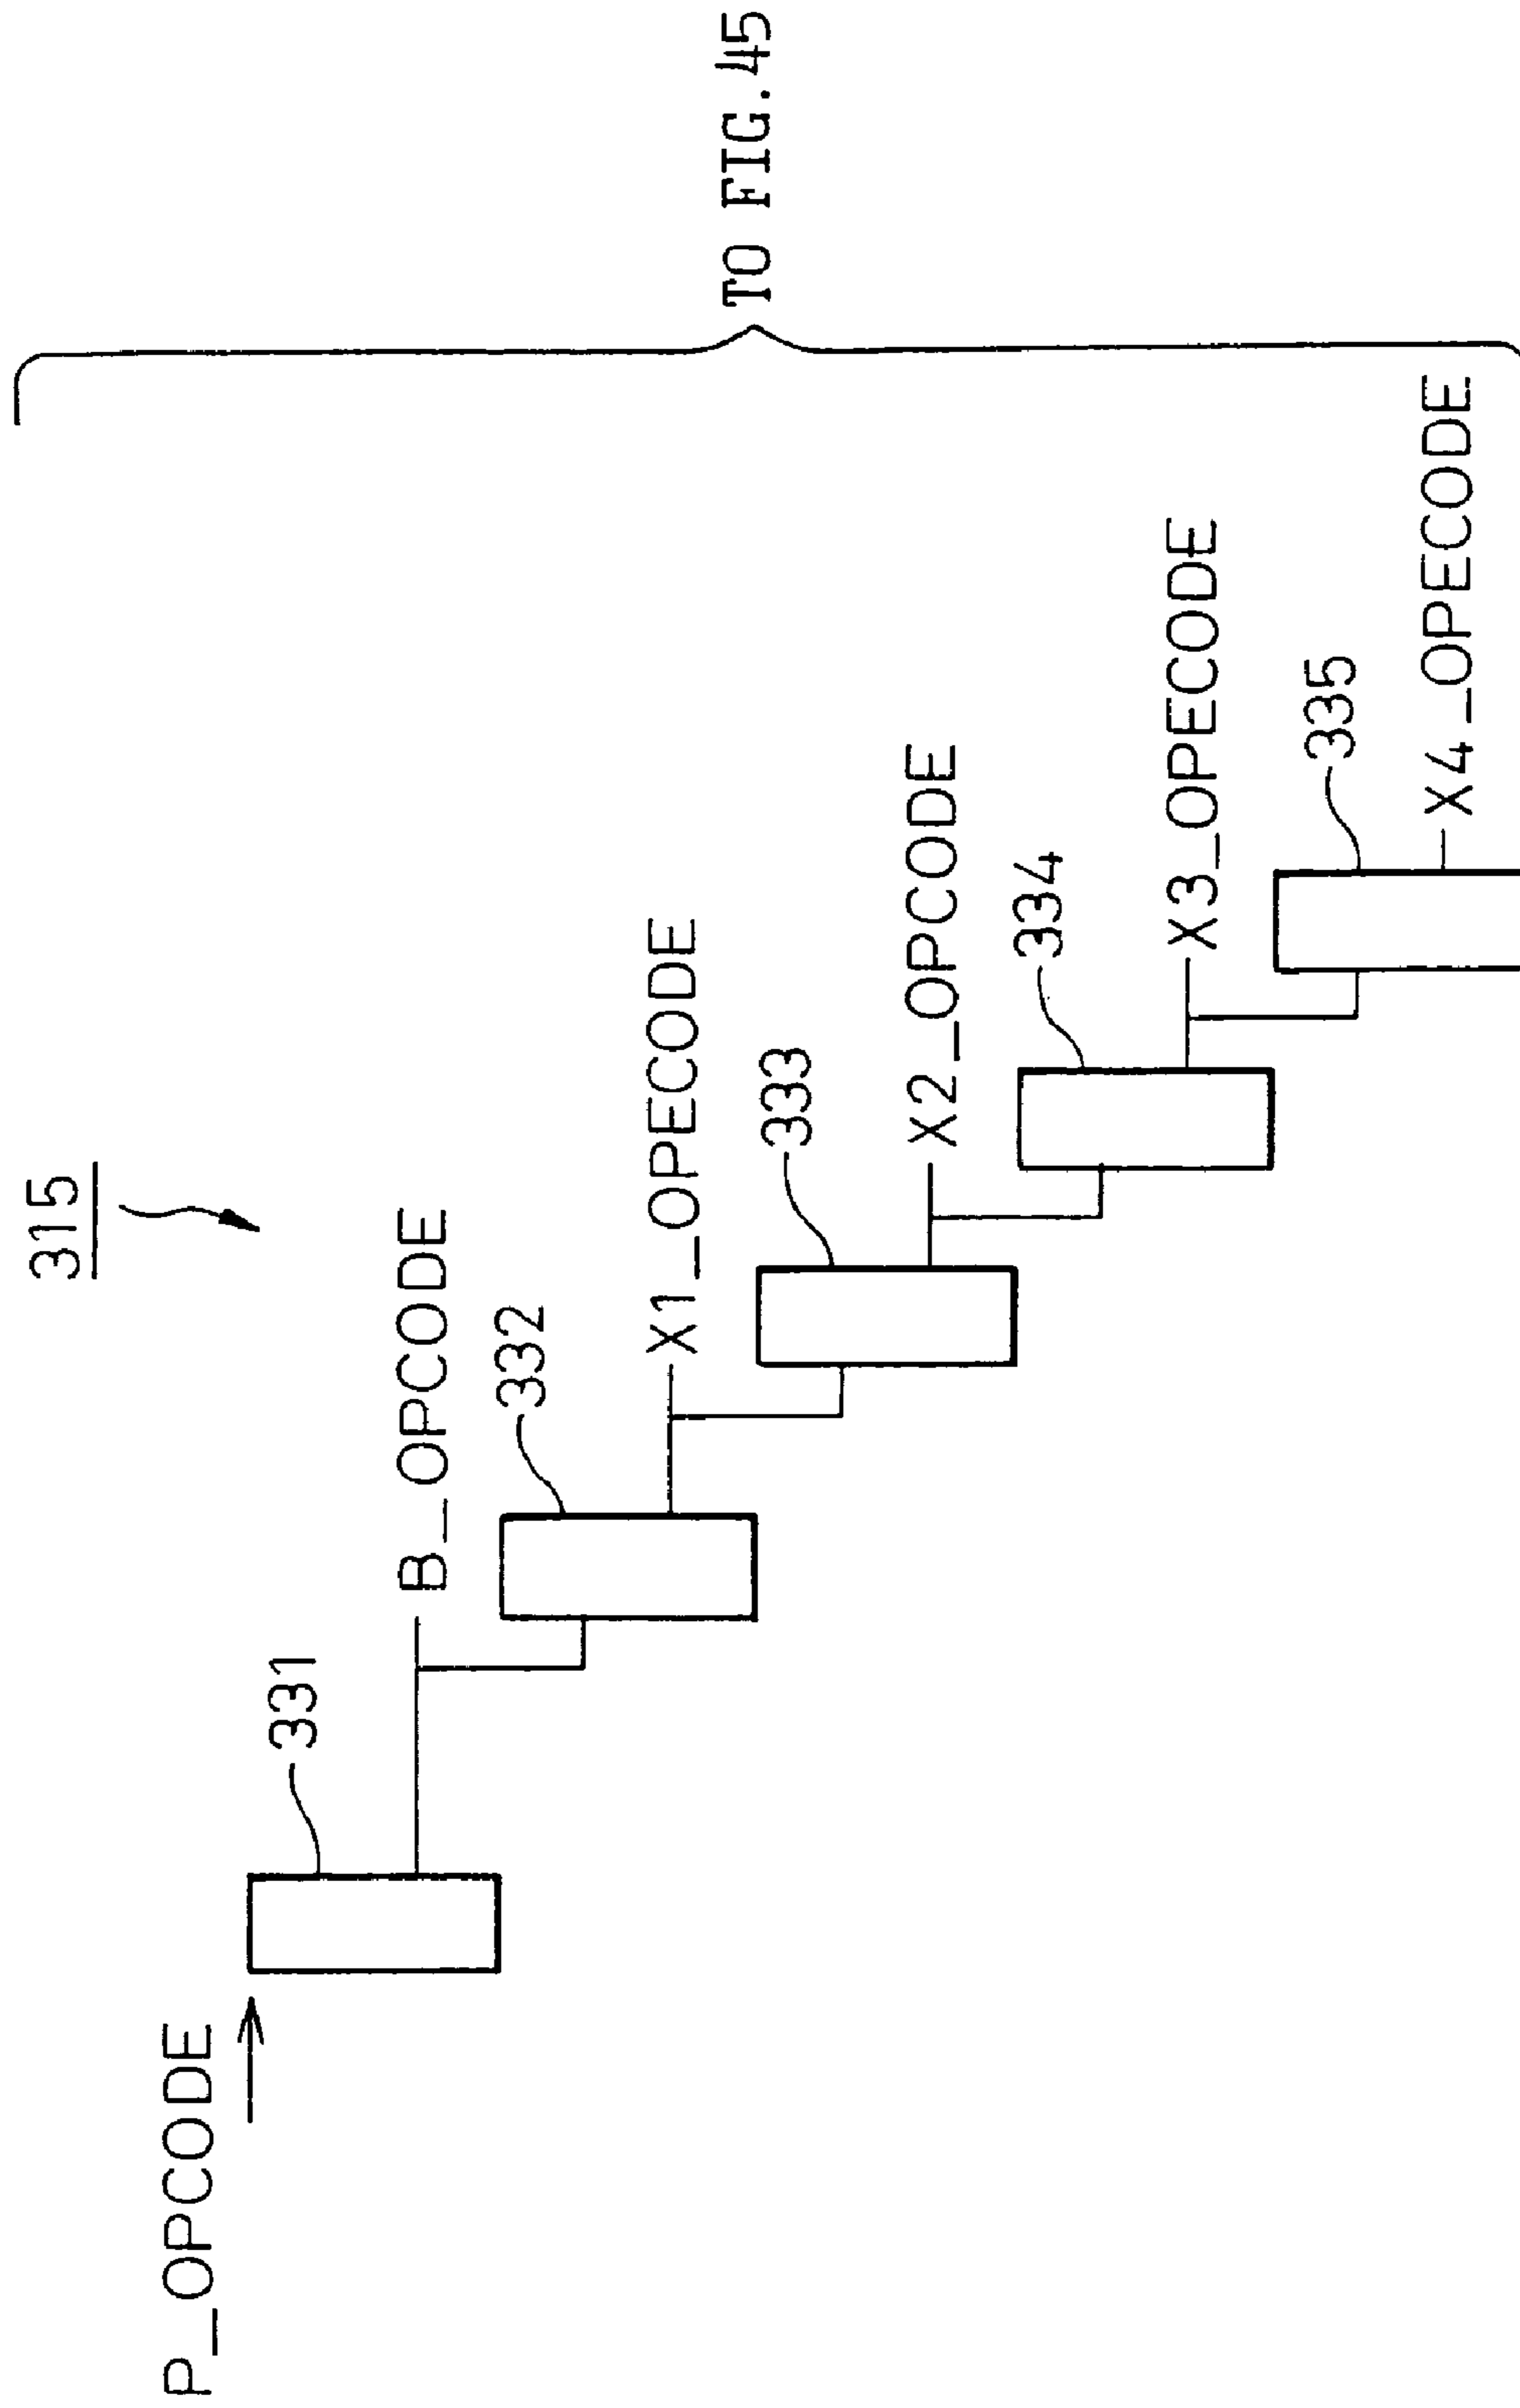 315
P_OPCODE
331
B_OPCODE
332
X1_OPECODE
333
X2_OPCODE
334
X3_OPECODE
335
X4_OPECODE
TO FIG.45